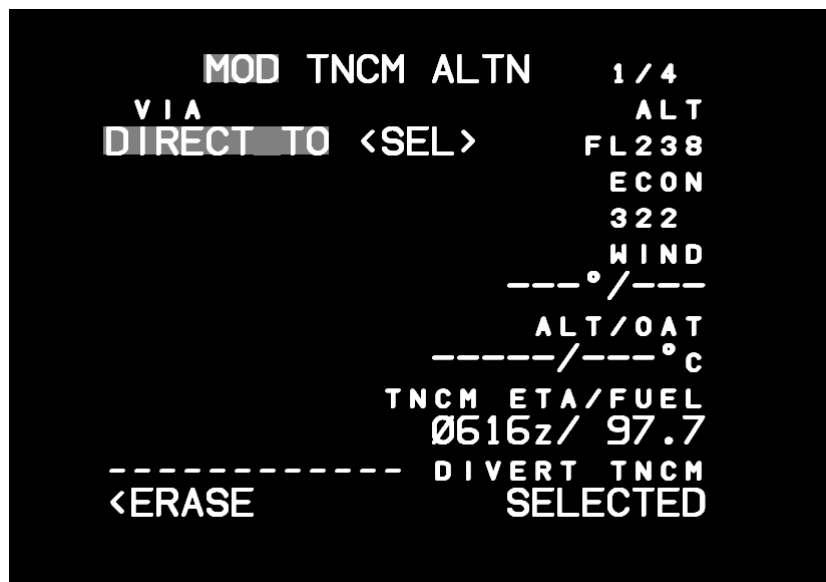 MOD TNCM ALTN 1/4
VIA ALT
DIRECT TO <SEL> FL238
ECON
322
WIND
---°/---
ALT/OAT
-----/---°C
TNCM ETA/FUEL
0616z/ 97.7
------------ DIVERT TNCM
<ERASE SELECTED